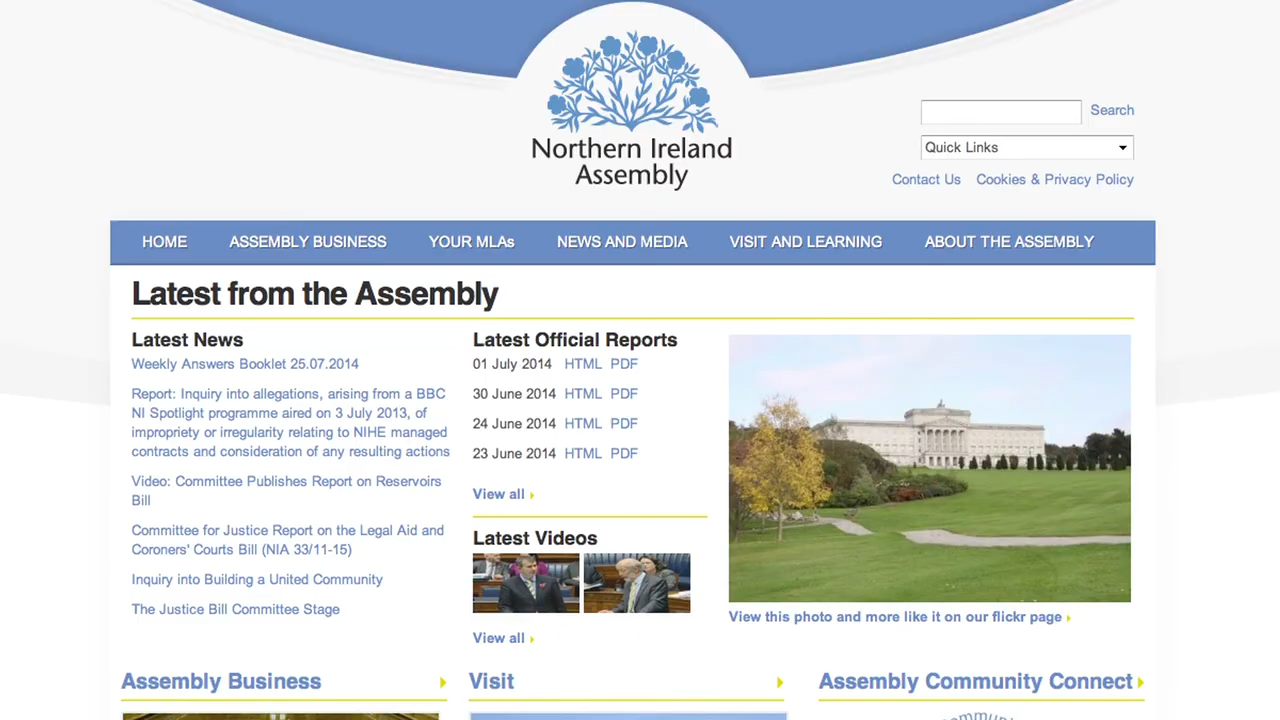 Northern Ireland
Assembly
Search
Quick Links
Contact Us Cookies & Privacy Policy
HOME ASSEMBLY BUSINESS YOUR MLAs NEWS AND MEDIA VISIT AND LEARNING ABOUT THE ASSEMBLY
Latest from the Assembly
Latest News
Weekly Answers Booklet 25.07.2014
Report: Inquiry into allegations, arising from a BBC
NI Spotlight programme aired on 3 July 2013, of
impropriety or irregularity relating to NIHE managed
contracts and consideration of any resulting actions
Video: Committee Publishes Report on Reservoirs
Bill
Committee for Justice Report on the Legal Aid and
Coroners' Courts Bill (NIA 33/11-15)
Inquiry into Building a United Community
The Justice Bill Committee Stage
Latest Official Reports
01 July 2014 HTML PDF
30 June 2014 HTML PDF
24 June 2014 HTML PDF
23 June 2014 HTML PDF
View all
Latest Videos
View all
View this photo and more like it on our flickr page
Assembly Business
Visit
Assembly Community Connect